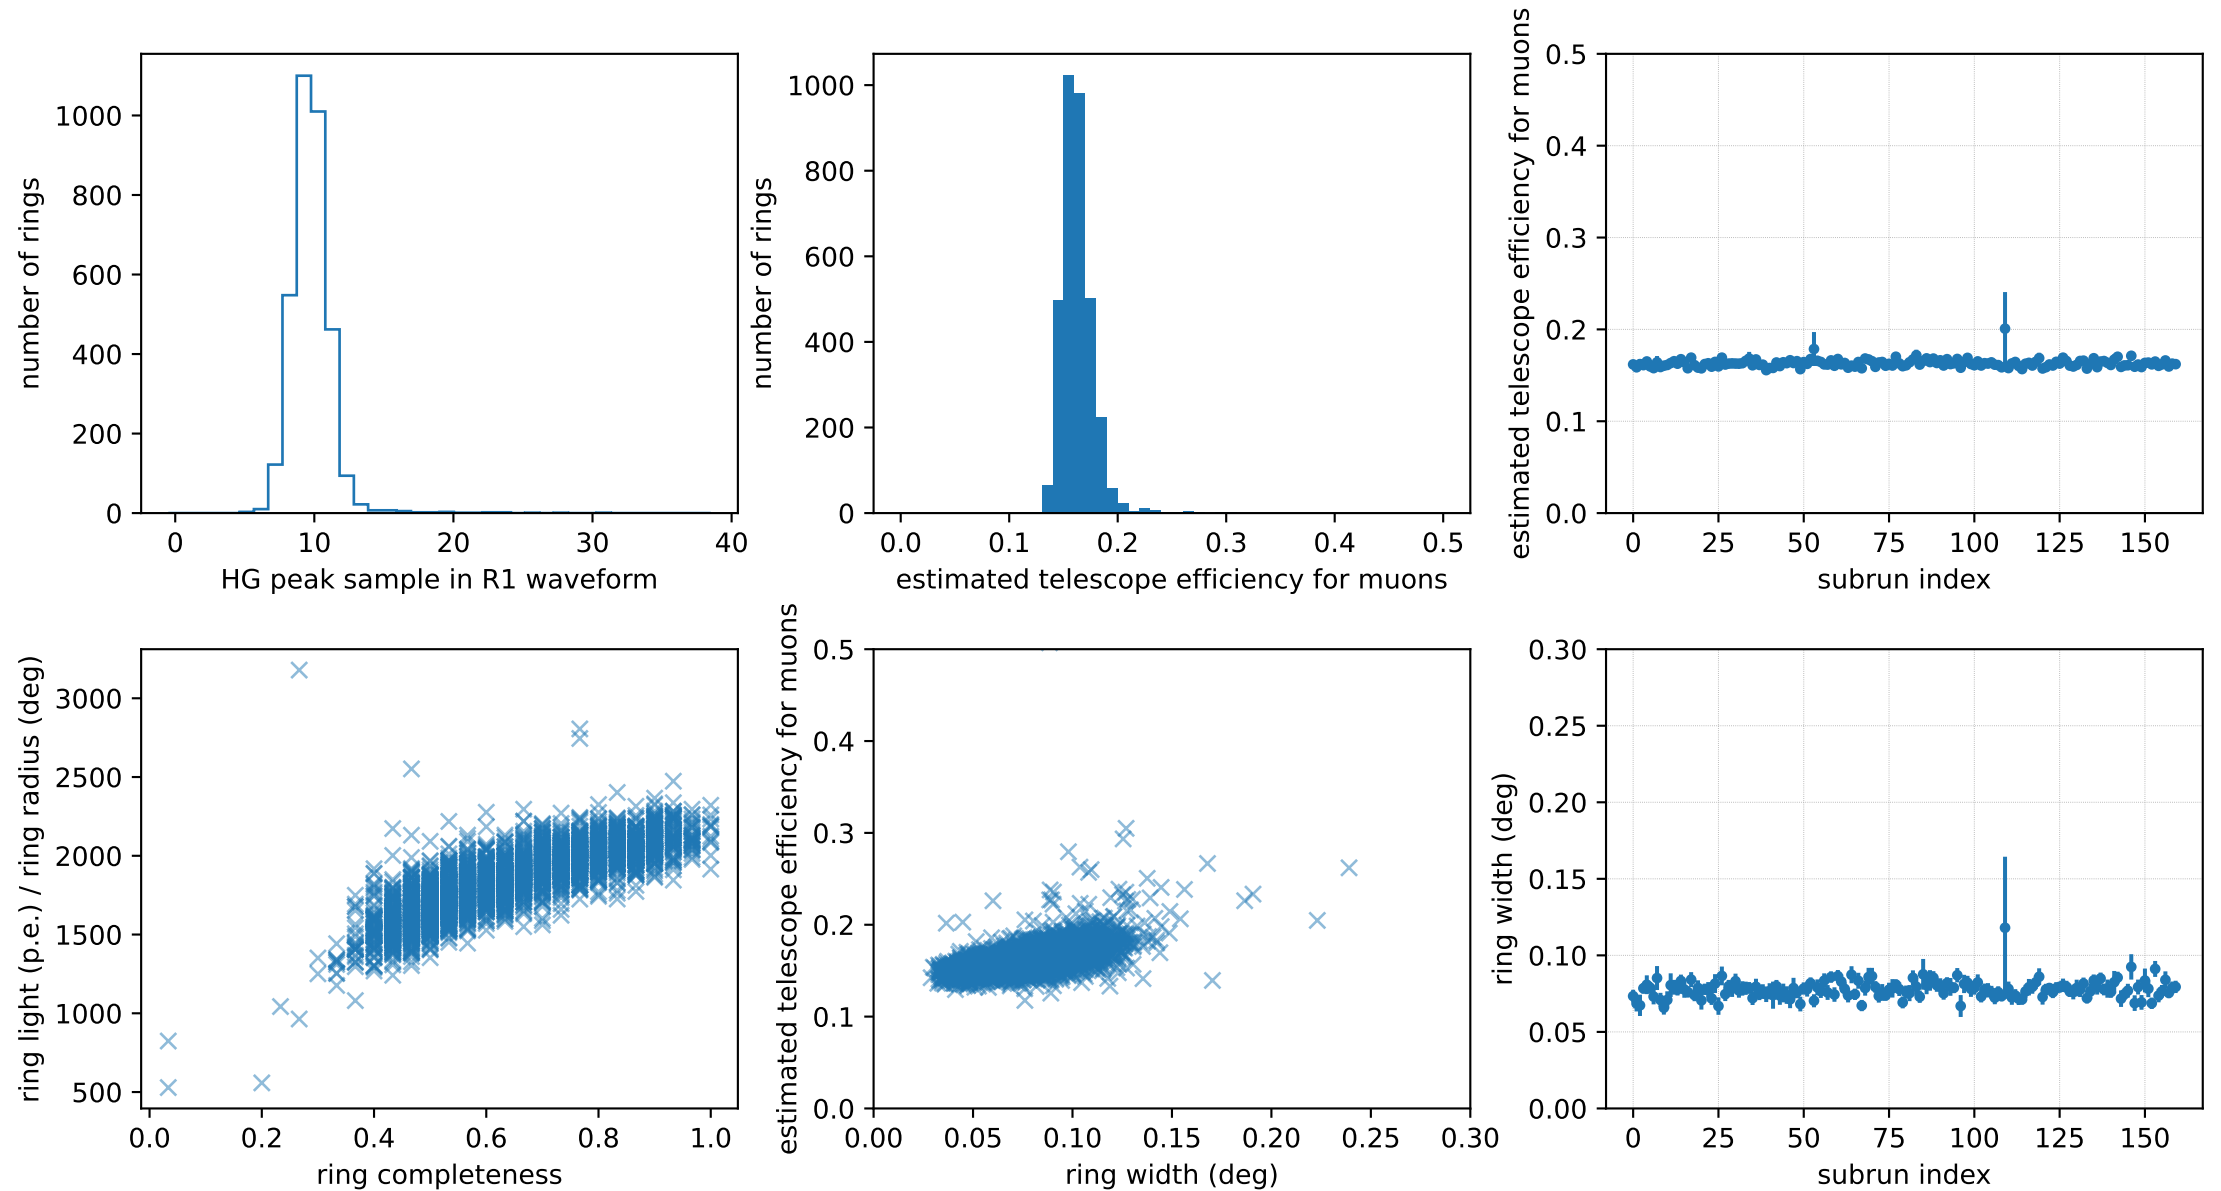 number of rings
1000
800
600
400
200
0
0 10 20 30 40
HG peak sample in R1 waveform
number of rings
1000
800
600
400
200
0
0.0 0.1 0.2 0.3 0.4 0.5
estimated telescope efficiency for muons
estimated telescope efficiency for muons
0.5
0.4
0.3
0.2
0.1
0.0
0 25 50 75 100 125 150
subrun index
ring light (p.e.) / ring radius (deg)
3000
2500
2000
1500
1000
500
0.0 0.2 0.4 0.6 0.8 1.0
ring completeness
estimated telescope efficiency for muons
0.5
0.4
0.3
0.2
0.1
0.0
0.00 0.05 0.10 0.15 0.20 0.25 0.30
ring width (deg)
ring width (deg)
0.30
0.25
0.20
0.15
0.10
0.05
0.00
0 25 50 75 100 125 150
subrun index